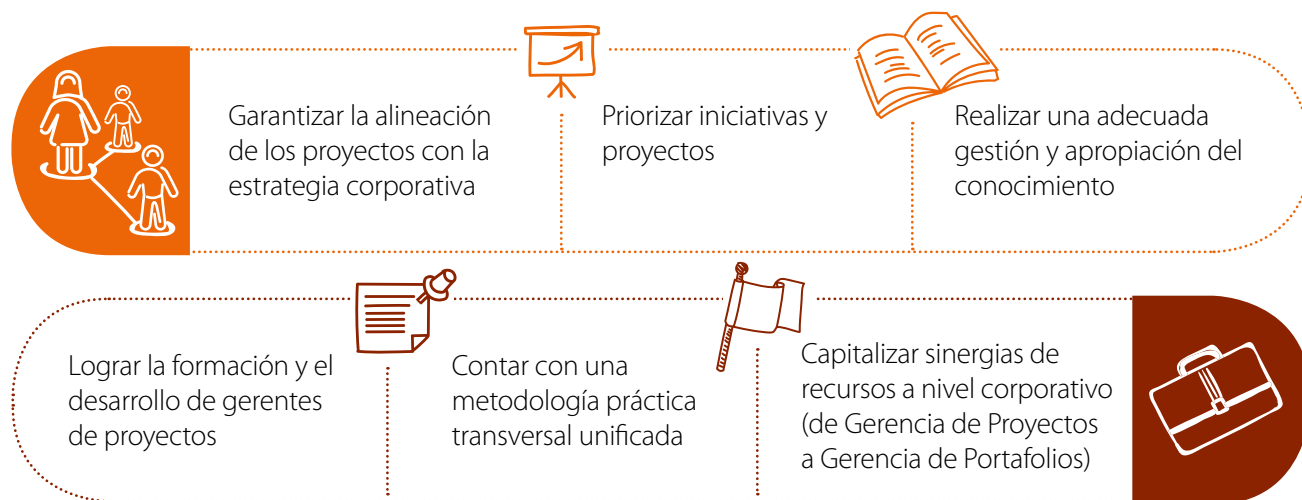 Garantizar la alineación
de los proyectos con la
estrategia corporativa
Priorizar iniciativas y
proyectos
Realizar una adecuada
gestión y apropiación del
conocimiento
Lograr la formación y el
desarrollo de gerentes
de proyectos
Contar con una
metodología práctica
transversal unificada
Capitalizar sinergias de
recursos a nivel corporativo
(de Gerencia de Proyectos
a Gerencia de Portafolios)